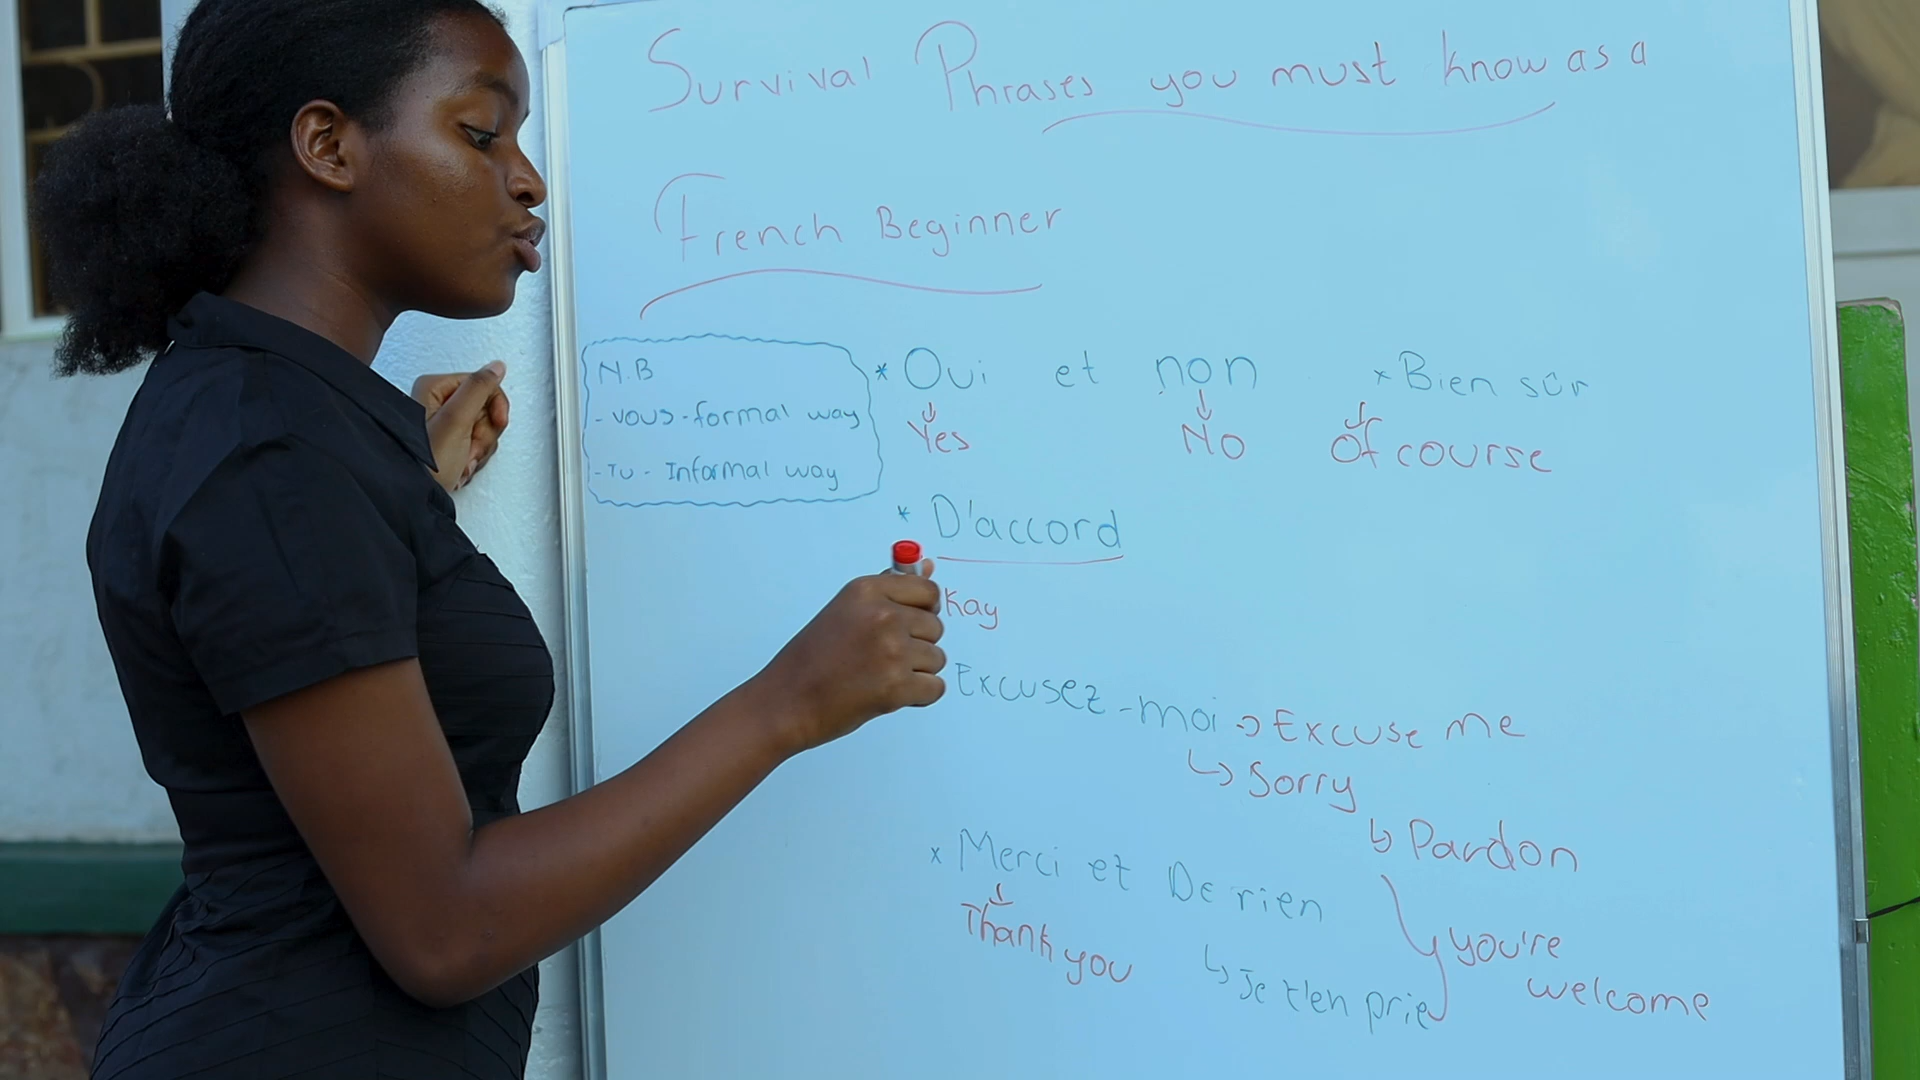 Survival Phrases you must know as a
French Beginner
N.B
- vous - formal way
- Tu - Informal way
* Oui et non
Yes No
× Bien sûr
Of course
* D'accord
kay
Excusez-moi → Excuse me
↳ Sorry
↳ Pardon
× Merci et De rien
Thank you
↳ Je t'en prie
you're
welcome